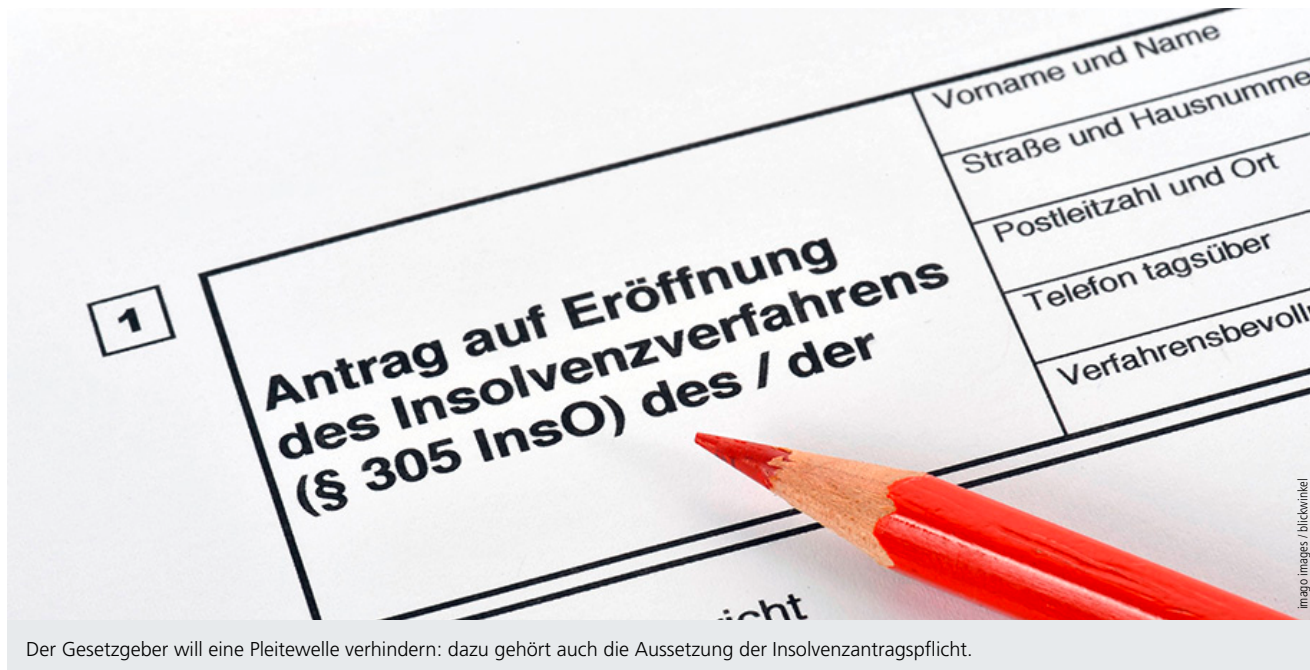 1
Antrag auf Eröffnung
des Insolvenzverfahrens
(§ 305 InsO) des / der
Vorname und Name
Straße und Hausnumme
Postleitzahl und Ort
Telefon tagsüber
Verfahrensbevoll
icht
imago images / blickwinkel
Der Gesetzgeber will eine Pleitewelle verhindern: dazu gehört auch die Aussetzung der Insolvenzantragspflicht.